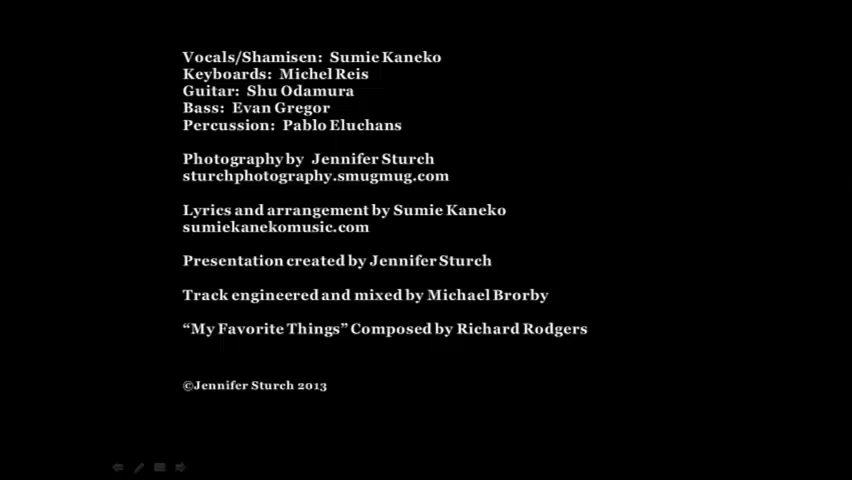 Vocals/Shamisen: Sumie Kaneko
Keyboards: Michel Reis
Guitar: Shu Odamura
Bass: Evan Gregor
Percussion: Pablo Eluchans
Photography by Jennifer Sturch
sturchphotography.smugmug.com
Lyrics and arrangement by Sumie Kaneko
sumiekanekomusic.com
Presentation created by Jennifer Sturch
Track engineered and mixed by Michael Brorby
“My Favorite Things” Composed by Richard Rodgers
©Jennifer Sturch 2013